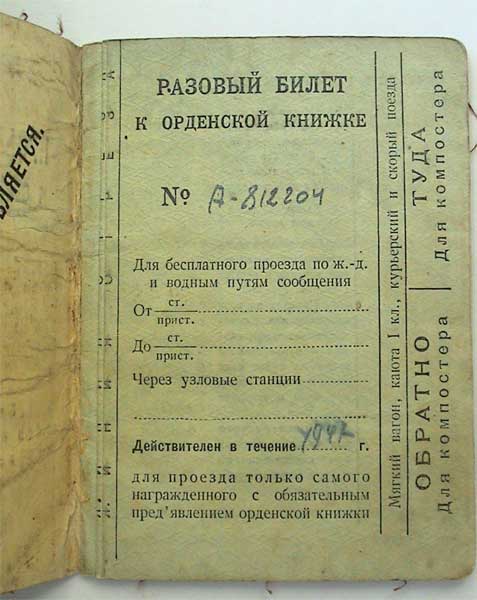 ВЛЯЕТСЯ.
РАЗОВЫЙ БИЛЕТ
К ОРДЕНСКОЙ КНИЖКЕ
№ А-812204
Для бесплатного проезда по ж.-д.
и водным путям сообщения
От ст.
прист.
До ст.
прист.
Через узловые станции
Действителен в течение 1947 г.
для проезда только самого
награжденного с обязательным
пред'явлением орденской книжки
Мягкий вагон, каюта I кл., курьерский и скорый поезда
ОБРАТНО
Для компостера
ТУДА
Для компостера